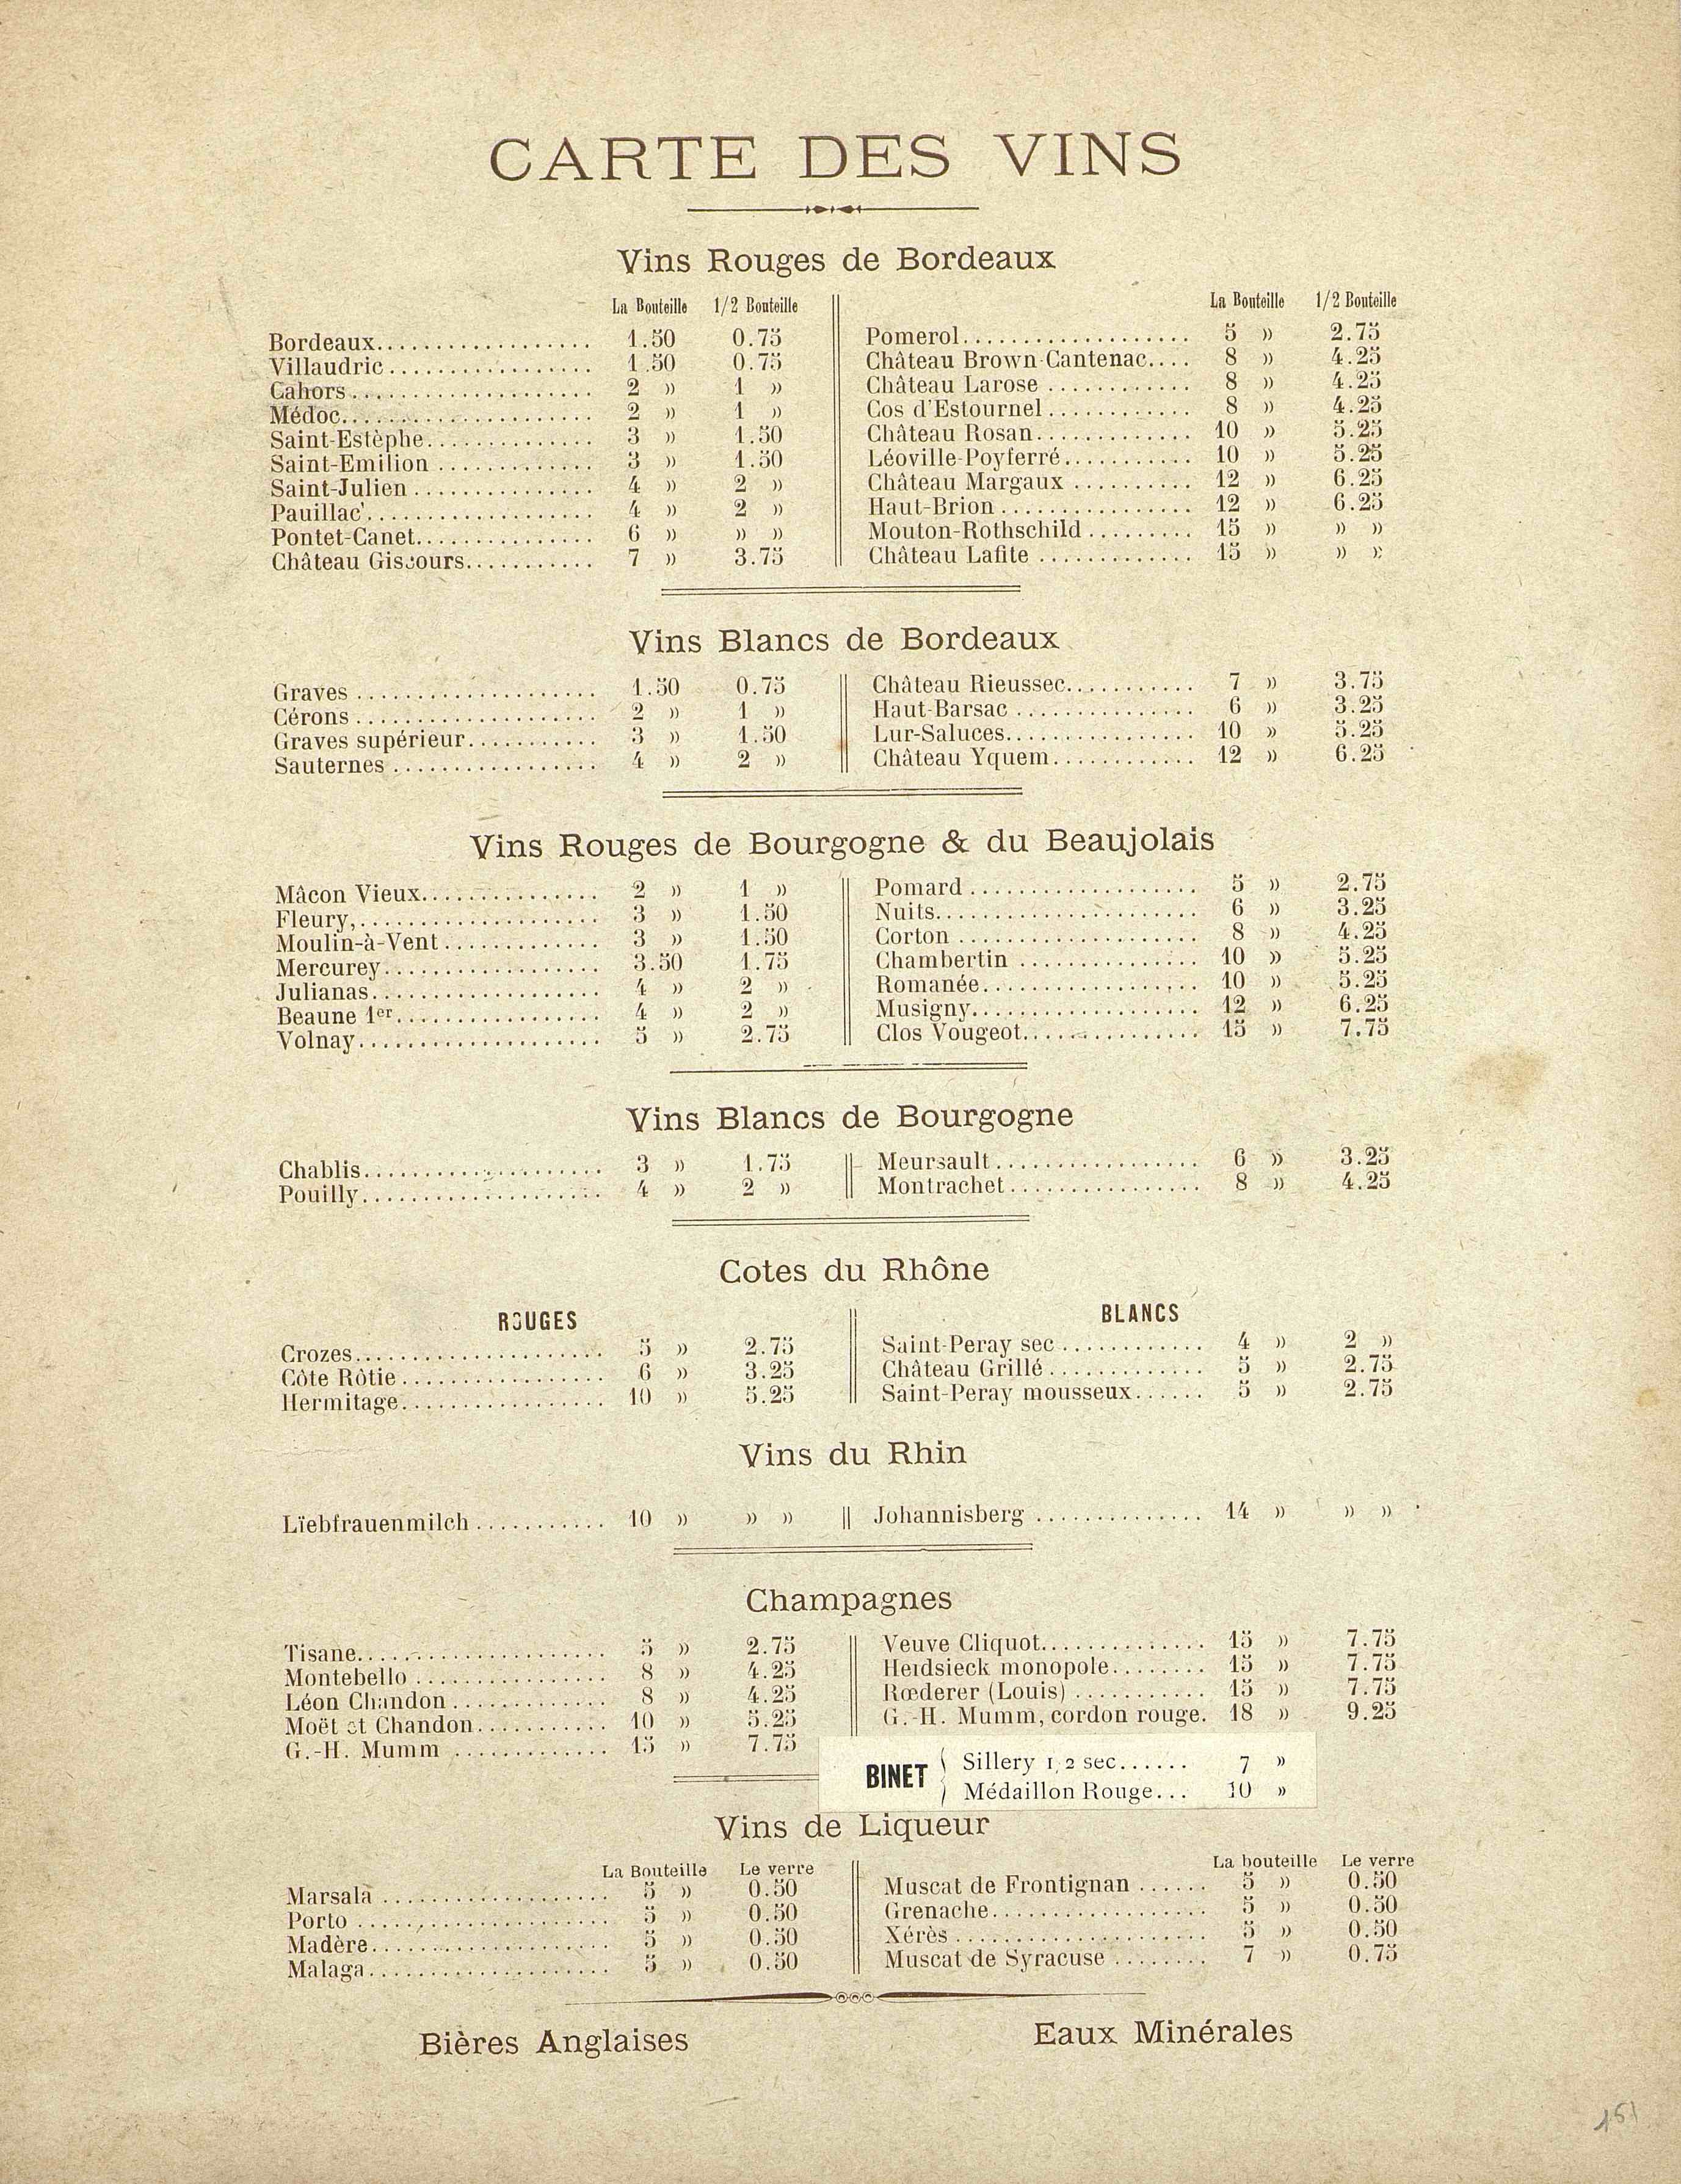 CARTE DES VINS
Vins Rouges de Bordeaux
La Bouteille 1/2 Bouteille
Bordeaux.................. 1.50 0.75
Villaudric................. 1.50 0.75
Cahors.................... 2 » 1 »
Médoc..................... 2 » 1 »
Saint-Estèphe.............. 3 » 1.50
Saint-Emilion............. 3 » 1.50
Saint-Julien............... 4 » 2 »
Pauillac................... 4 » 2 »
Pontet-Canet............... 6 » » »
Château Giscours........... 7 » 3.75
La Bouteille 1/2 Bouteille
Pomerol................... 5 » 2.75
Château Brown-Cantenac.... 8 » 4.25
Château Larose............ 8 » 4.25
Cos d'Estournel............ 8 » 4.25
Château Rosan............. 10 » 5.25
Léoville-Poyferré........... 10 » 5.25
Château Margaux.......... 12 » 6.25
Haut-Brion................ 12 » 6.25
Mouton-Rothschild......... 15 » » »
Château Lafite............. 15 » » »
Vins Blancs de Bordeaux
Graves.................... 1.50 0.75
Cérons.................... 2 » 1 »
Graves supérieur........... 3 » 1.50
Sauternes................. 4 » 2 »
Château Rieussec........... 7 » 3.75
Haut-Barsac............... 6 » 3.25
Lur-Saluces................ 10 » 5.25
Château Yquem............ 12 » 6.25
Vins Rouges de Bourgogne & du Beaujolais
Mâcon Vieux............... 2 » 1 »
Fleury,.................... 3 » 1.50
Moulin-à-Vent............. 3 » 1.50
Mercurey.................. 3.50 1.75
Julianas................... 4 » 2 »
Beaune 1er................. 4 » 2 »
Volnay.................... 5 » 2.75
Pomard................... 5 » 2.75
Nuits...................... 6 » 3.25
Corton.................... 8 » 4.25
Chambertin............... 10 » 5.25
Romanée.................. 10 » 5.25
Musigny................... 12 » 6.25
Clos Vougeot............... 15 » 7.75
Vins Blancs de Bourgogne
Chablis.................... 3 » 1.75
Pouilly.................... 4 » 2 »
Meursault................. 6 » 3.25
Montrachet................ 8 » 4.25
Cotes du Rhône
ROUGES
Crozes..................... 5 » 2.75
Côte Rôtie................. 6 » 3.25
Hermitage................. 10 » 5.25
BLANCS
Saint-Peray sec............ 4 » 2 »
Château Grillé............. 5 » 2.75
Saint-Peray mousseux...... 5 » 2.75
Vins du Rhin
Lïebfrauenmilch........... 10 » » »
Johannisberg.............. 14 » » »
Champagnes
Tisane..................... 5 » 2.75
Montebello................ 8 » 4.25
Léon Chandon............. 8 » 4.25
Moët et Chandon........... 10 » 5.25
G.-H. Mumm............. 15 » 7.75
Veuve Cliquot.............. 15 » 7.75
Heidsieck monopole........ 15 » 7.75
Rœderer (Louis)........... 15 » 7.75
G.-H. Mumm, cordon rouge. 18 » 9.25
BINET
Sillery 1/2 sec...... 7 »
Médaillon Rouge... 10 »
Vins de Liqueur
La Bouteille Le verre
Marsala................... 5 » 0.50
Porto..................... 5 » 0.50
Madère.................... 5 » 0.50
Malaga.................... 5 » 0.50
La bouteille Le verre
Muscat de Frontignan...... 5 » 0.50
Grenache.................. 5 » 0.50
Xérès..................... 5 » 0.50
Muscat de Syracuse........ 7 » 0.75
Bières Anglaises
Eaux Minérales
151